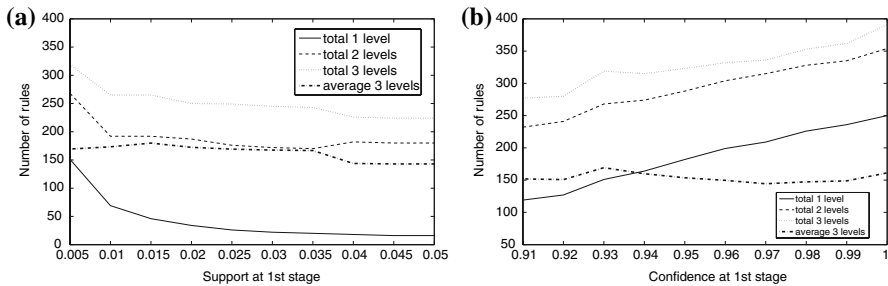 (a)
400
350
300
250
200
150
100
50
0
Number of rules
total 1 level
total 2 levels
total 3 levels
average 3 levels
0.005 0.01 0.015 0.02 0.025 0.03 0.035 0.04 0.045 0.05
Support at 1st stage
(b)
400
350
300
250
200
150
100
50
Number of rules
total 1 level
total 2 levels
total 3 levels
average 3 levels
0.91 0.92 0.93 0.94 0.95 0.96 0.97 0.98 0.99 1
Confidence at 1st stage